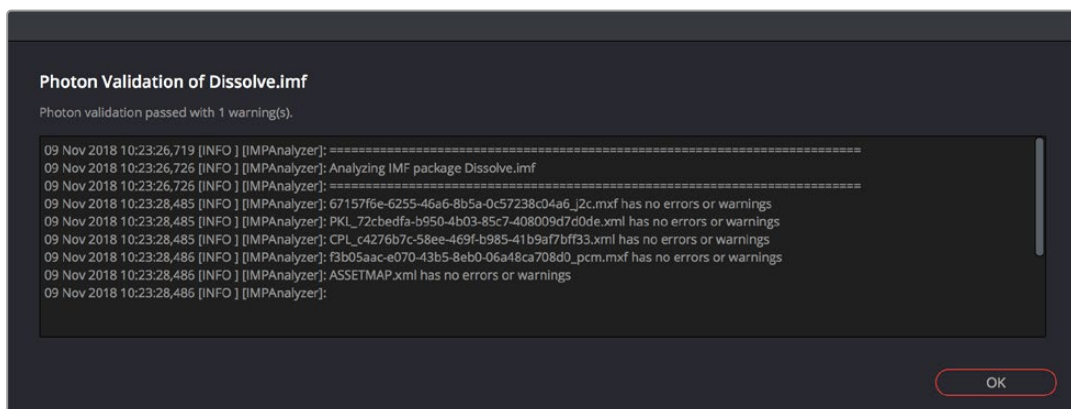 Photon Validation of Dissolve.imf
Photon validation passed with 1 warning(s).
09 Nov 2018 10:23:26,719 [INFO ] [IMPAnalyzer]: ==========================================================================
09 Nov 2018 10:23:26,726 [INFO ] [IMPAnalyzer]: Analyzing IMF package Dissolve.imf
09 Nov 2018 10:23:26,726 [INFO ] [IMPAnalyzer]: ==========================================================================
09 Nov 2018 10:23:28,485 [INFO ] [IMPAnalyzer]: 67157f6e-6255-46a6-8b5a-0c57238c04a6_j2c.mxf has no errors or warnings
09 Nov 2018 10:23:28,485 [INFO ] [IMPAnalyzer]: PKL_72cbedfa-b950-4b03-85c7-408009d7d0de.xml has no errors or warnings
09 Nov 2018 10:23:28,485 [INFO ] [IMPAnalyzer]: CPL_c4276b7c-58ee-469f-b985-41b9af7bff33.xml has no errors or warnings
09 Nov 2018 10:23:28,486 [INFO ] [IMPAnalyzer]: f3b05aac-e070-43b5-8eb0-06a48ca708d0_pcm.mxf has no errors or warnings
09 Nov 2018 10:23:28,486 [INFO ] [IMPAnalyzer]: ASSETMAP.xml has no errors or warnings
09 Nov 2018 10:23:28,486 [INFO ] [IMPAnalyzer]:
OK